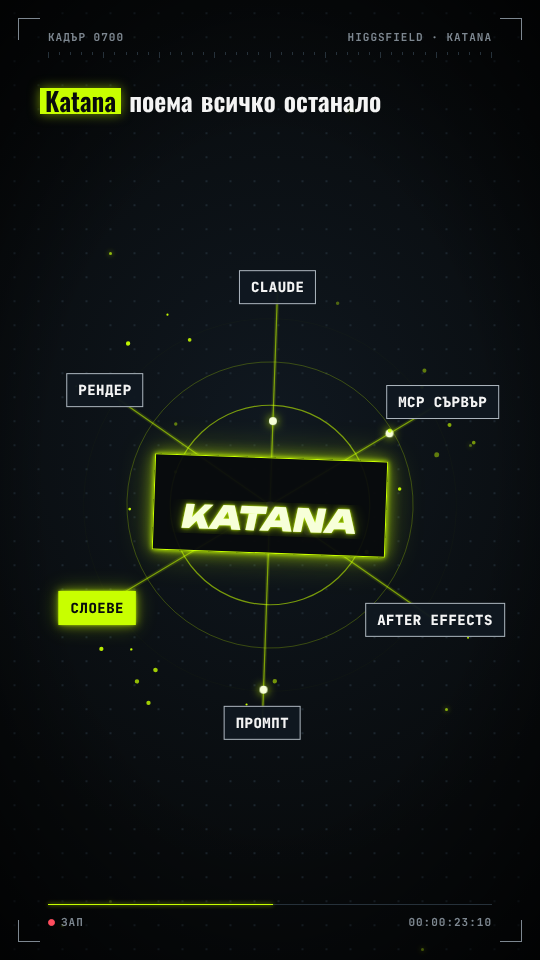 КАДЪР 0700
HIGGSFIELD · KATANA
Katana поема всичко останало
CLAUDE
РЕНДЕР
MCP СЪРВЪР
KATANA
СЛОЕВЕ
AFTER EFFECTS
ПРОМПТ
ЗАП
00:00:23:10